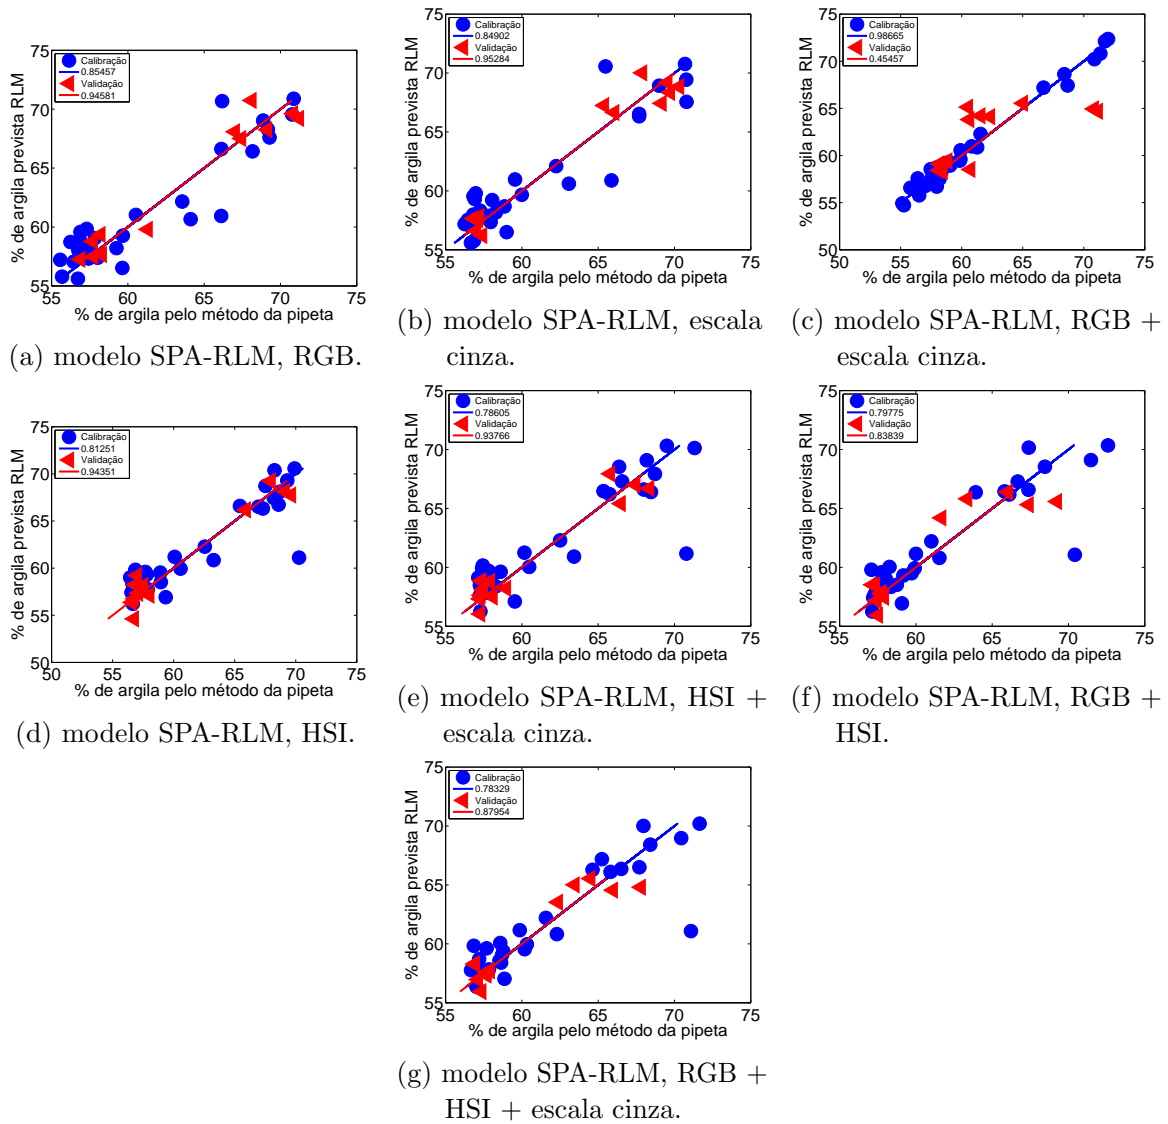 75
70
65
60
55
55 60 65 70 75
% de argila prevista RLM
% de argila pelo método da pipeta
Calibração
0.85457
Validação
0.94581
(a) modelo SPA-RLM, RGB.
75
70
65
60
55
55 60 65 70 75
% de argila prevista RLM
% de argila pelo método da pipeta
Calibração
0.84902
Validação
0.95284
(b) modelo SPA-RLM, escala
cinza.
75
70
65
60
55
50 55 60 65 70 75
% de argila prevista RLM
% de argila pelo método da pipeta
Calibração
0.98665
Validação
0.45457
(c) modelo SPA-RLM, RGB +
escala cinza.
75
70
65
60
55
50
50 55 60 65 70 75
% de argila prevista RLM
% de argila pelo método da pipeta
Calibração
0.81251
Validação
0.94351
(d) modelo SPA-RLM, HSI.
75
70
65
60
55
55 60 65 70 75
% de argila prevista RLM
% de argila pelo método da pipeta
Calibração
0.78605
Validação
0.93766
(e) modelo SPA-RLM, HSI +
escala cinza.
75
70
65
60
55
55 60 65 70 75
% de argila prevista RLM
% de argila pelo método da pipeta
Calibração
0.79775
Validação
0.83839
(f) modelo SPA-RLM, RGB +
HSI.
75
70
65
60
55
55 60 65 70 75
% de argila prevista RLM
% de argila pelo método da pipeta
Calibração
0.78329
Validação
0.87954
(g) modelo SPA-RLM, RGB +
HSI + escala cinza.